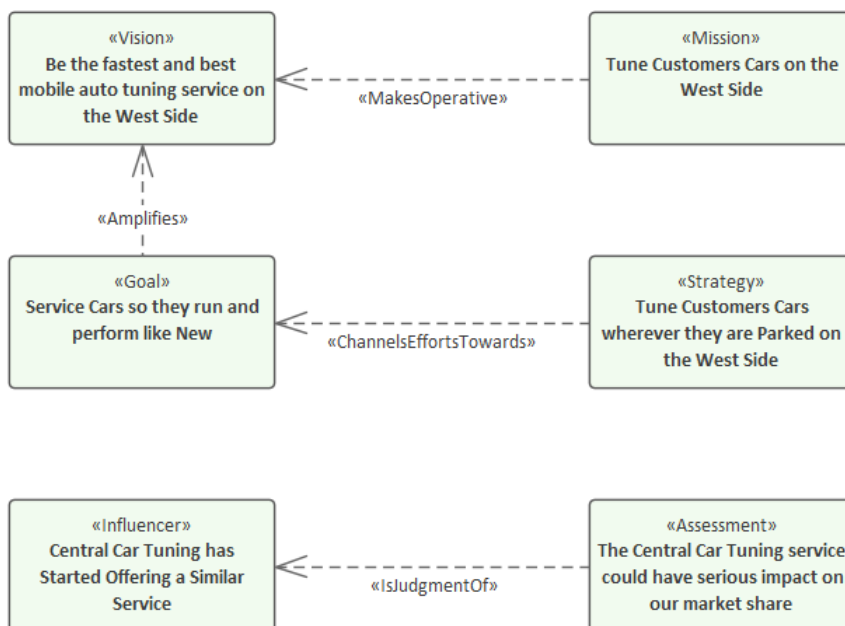 «Vision»
Be the fastest and best
mobile auto tuning service on
the West Side
«Mission»
Tune Customers Cars on the
West Side
«MakesOperative»
«Amplifies»
«Goal»
Service Cars so they run and
perform like New
«Strategy»
Tune Customers Cars
wherever they are Parked on
the West Side
«ChannelsEffortsTowards»
«Influencer»
Central Car Tuning has
Started Offering a Similar
Service
«Assessment»
The Central Car Tuning service
could have serious impact on
our market share
«IsJudgmentOf»